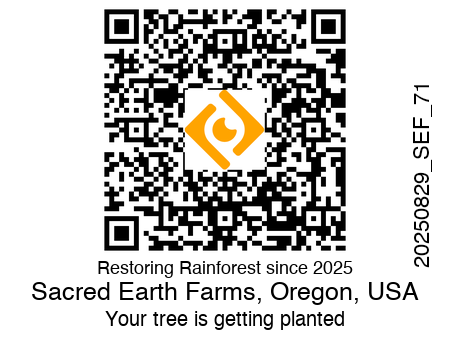 Restoring Rainforest since 2025
Sacred Earth Farms, Oregon, USA
Your tree is getting planted
20250829_SEF_71